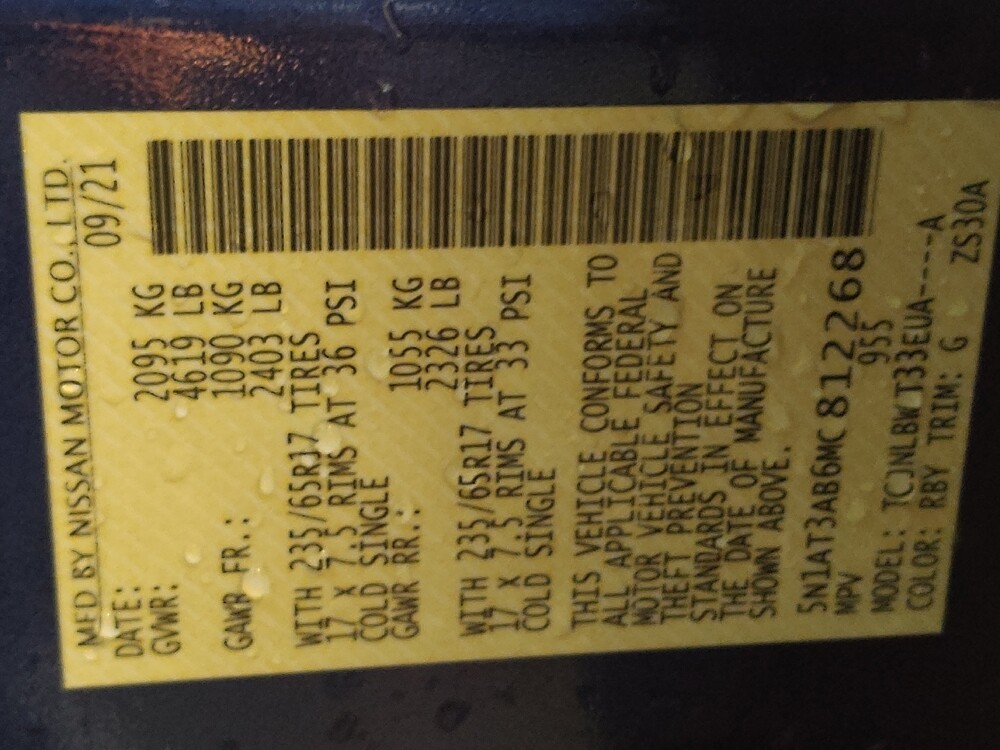 MFD BY NISSAN MOTOR CO., LTD.
DATE: 09/21
GVWR: 2095 KG
4619 LB
GAWR FR.: 1090 KG
2403 LB
WITH 235/65R17 TIRES
17 X 7.5 RIMS AT 36 PSI
COLD SINGLE
GAWR RR.: 1055 KG
2326 LB
WITH 235/65R17 TIRES
17 X 7.5 RIMS AT 33 PSI
COLD SINGLE
THIS VEHICLE CONFORMS TO
ALL APPLICABLE FEDERAL
MOTOR VEHICLE SAFETY AND
THEFT PREVENTION
STANDARDS IN EFFECT ON
THE DATE OF MANUFACTURE
SHOWN ABOVE.
5N1AT3AB6MC812268
MPV 955
MODEL: TCJNLBWT33EUA----A
COLOR: RBY TRIM: G ZS30A